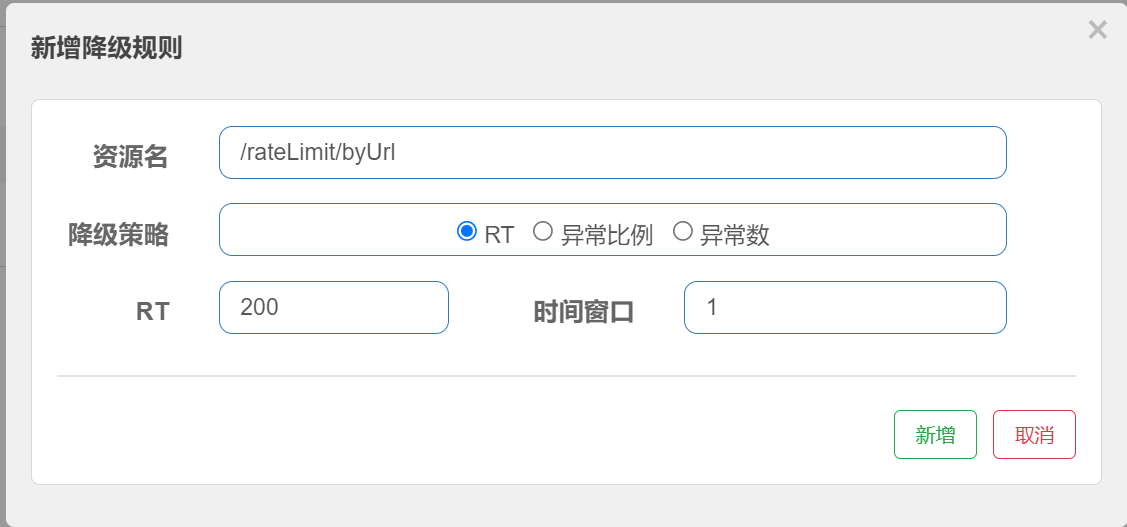 新增降级规则
×
资源名 /rateLimit/byUrl
降级策略 RT 异常比例 异常数
RT 200 时间窗口 1
新增 取消